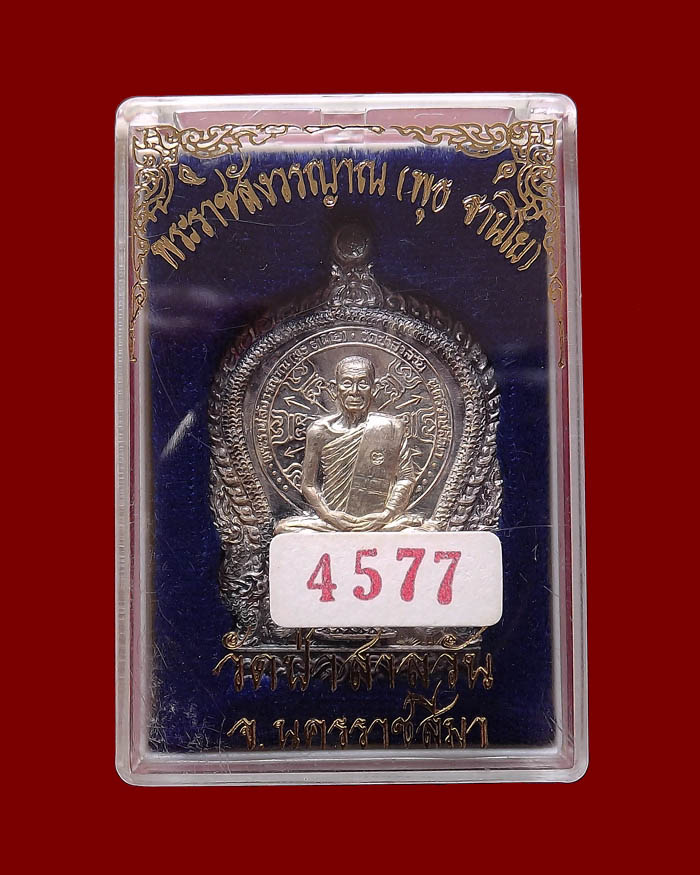 พระราชสังวรญาณ (พุธ ฐานิโย)
4577
วัดป่าสาลวัน
จ.นครราชสีมา